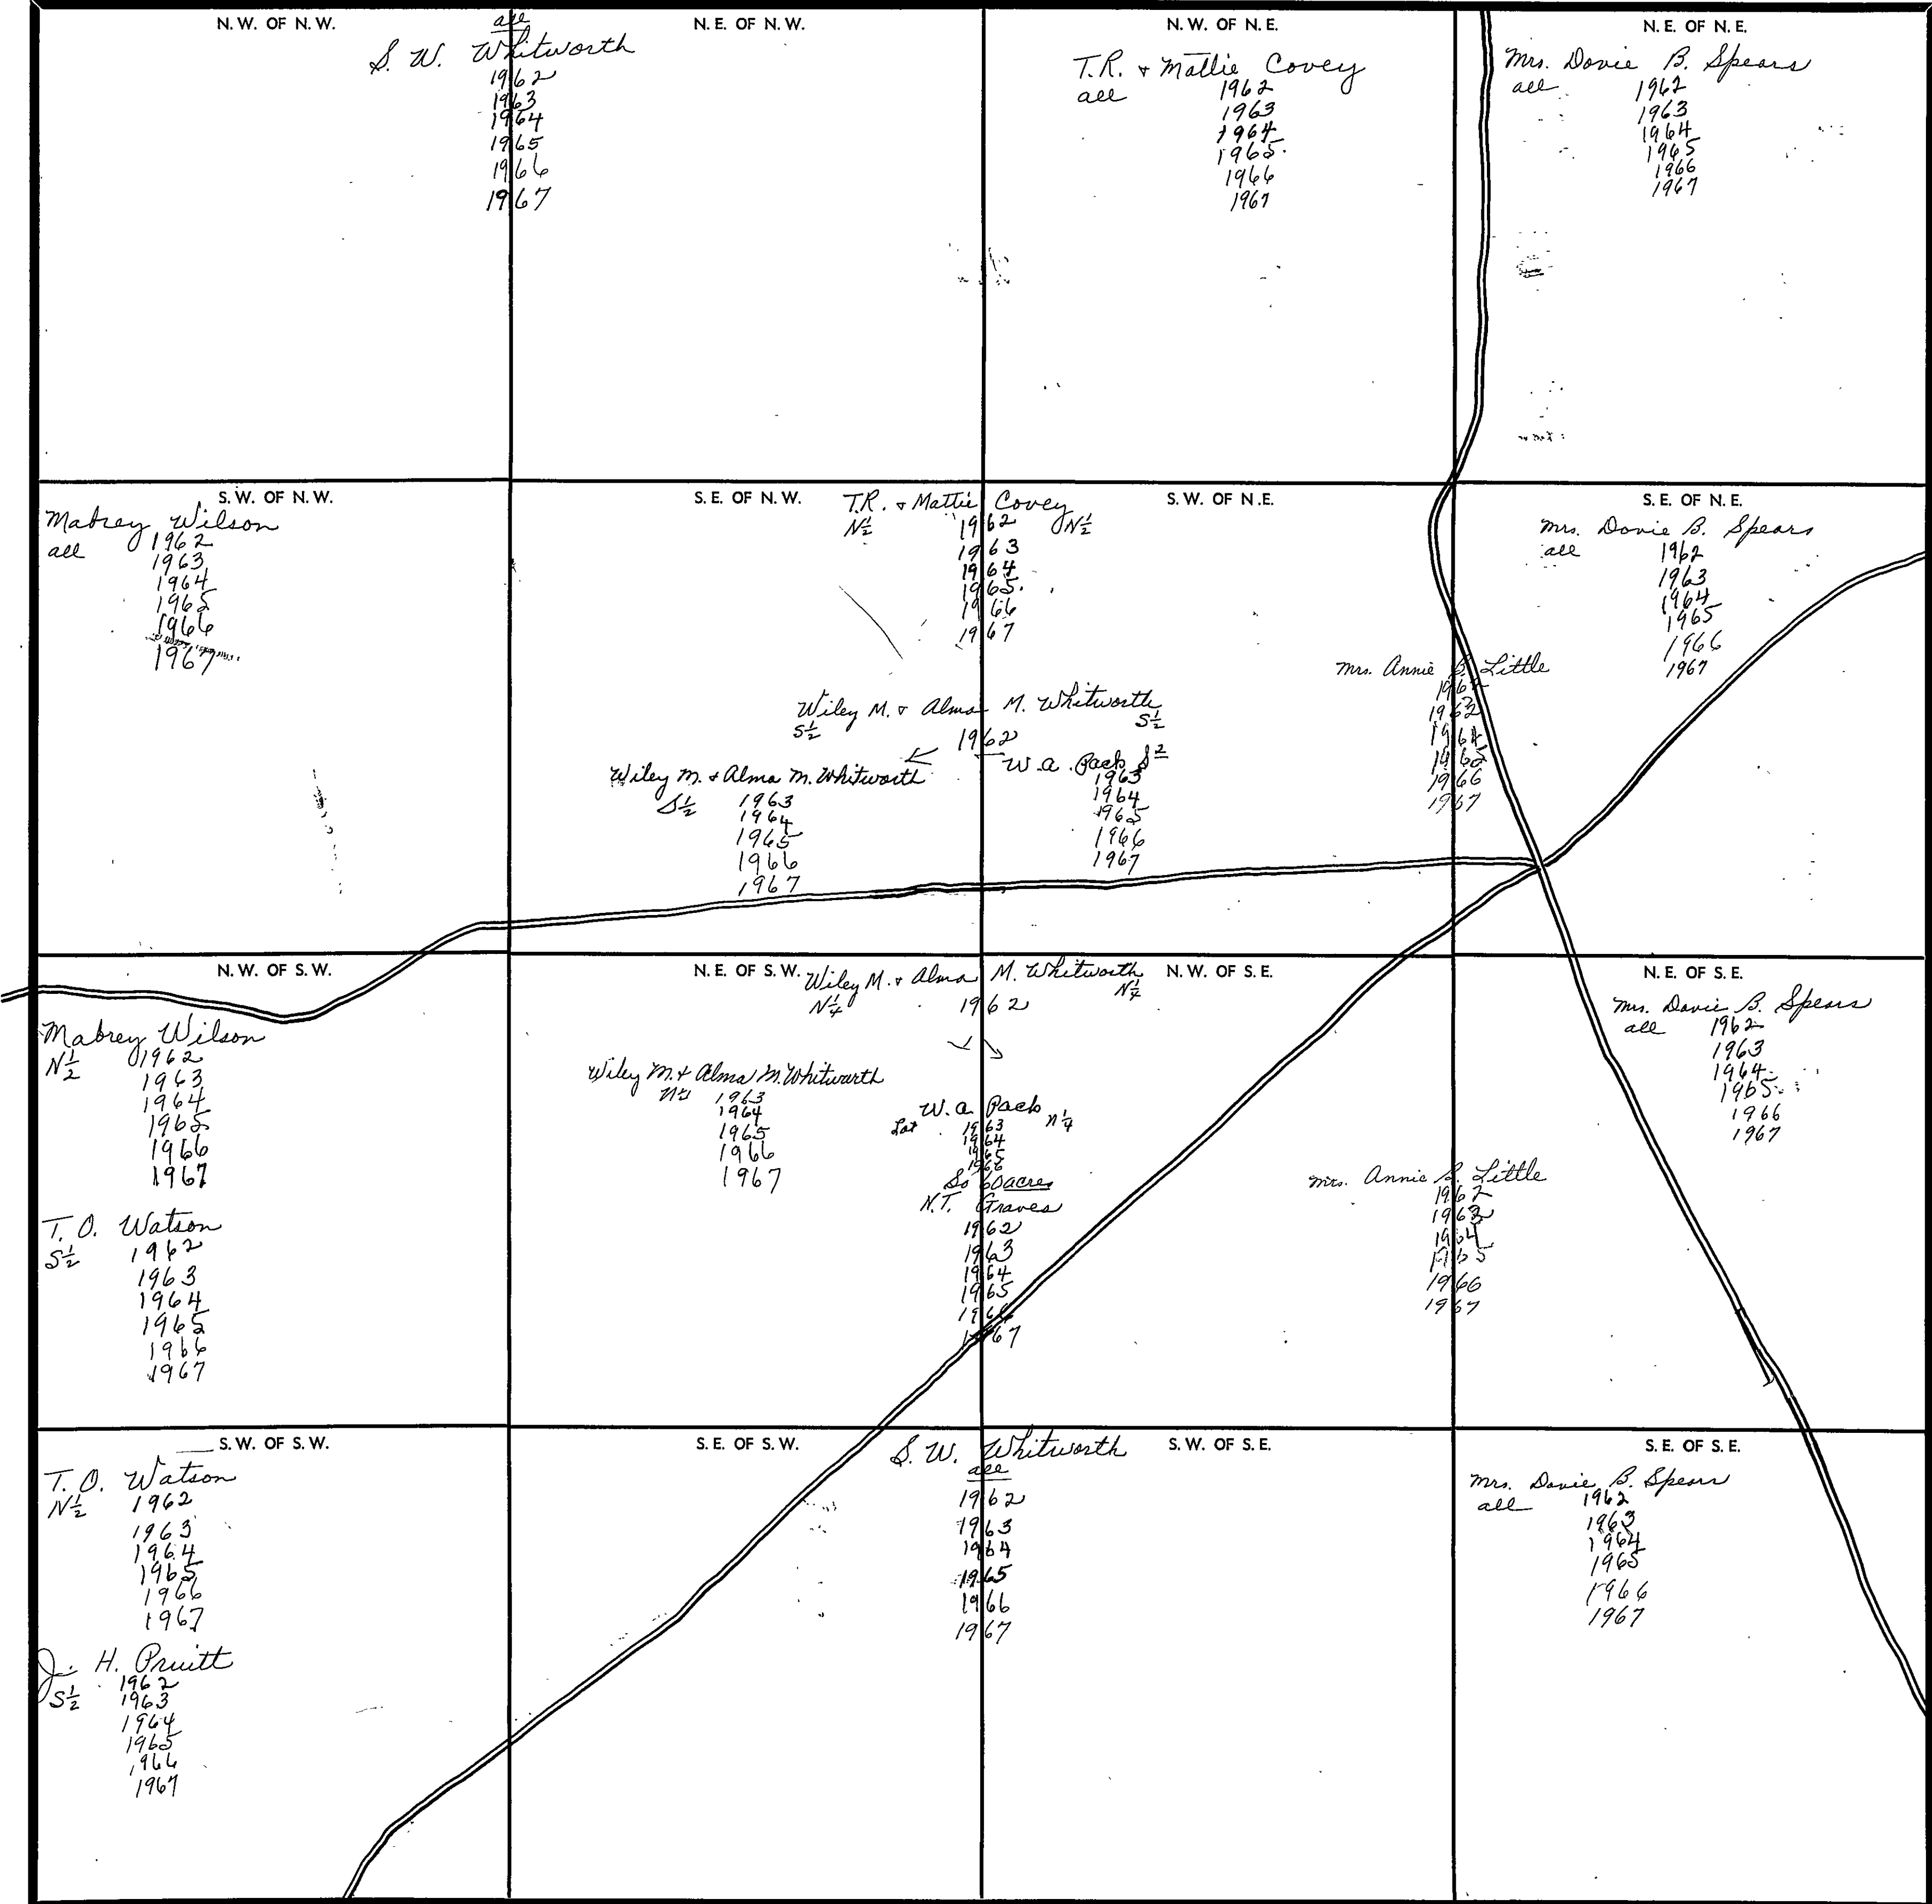 N.W. OF N.W.
all
S. W. Whitworth
1962
1963
1964
1965
1966
1967
N.E. OF N.W.
N.W. OF N.E.
T.R. + Mattie Covey
all 1962
1963
1964
1965
1966
1967
N.E. OF N.E.
Mrs. Dovie B. Spears
all 1962
1963
1964
1965
1966
1967
S.W. OF N.W.
Mabrey Wilson
all 1962
1963
1964
1965
1966
1967
S.E. OF N.W.
T.R. + Mattie Covey
N½ 1962 N½
1963
1964
1965
1966
1967
Wiley M. + Alma M. Whitworth
S½ S½
1962
Wiley M. + Alma M. Whitworth
S½ 1963
1964
1965
1966
1967
S.W. OF N.E.
W.A. Pack
1963
1964
1965
1966
1967
Mrs. Annie B. Little
1962
1963
1964
1965
1966
1967
S.E. OF N.E.
Mrs. Dovie B. Spears
all 1962
1963
1964
1965
1966
1967
N.W. OF S.W.
Mabrey Wilson
N½ 1962
1963
1964
1965
1966
1967
T. O. Watson
S½ 1962
1963
1964
1965
1966
1967
N.E. OF S.W.
Wiley M. + Alma M. Whitworth
N¼ 1962 N¼
Wiley M. + Alma M. Whitworth
1963
1964
1965
1966
1967
W.A. Pack
Lot 1963 N¼
1964
1965
1966
So 60 acres
N.T. Graves
1962
1963
1964
1965
1966
1967
N.W. OF S.E.
Mrs. Annie B. Little
1962
1963
1964
1965
1966
1967
N.E. OF S.E.
Mrs. Dovie B. Spears
all 1962
1963
1964
1965
1966
1967
S.W. OF S.W.
T. O. Watson
N½ 1962
1963
1964
1965
1966
1967
J. H. Pruitt
1962
S½ 1963
1964
1965
1966
1967
S.E. OF S.W.
S. W. Whitworth
all
1962
1963
1964
1965
1966
1967
S.W. OF S.E.
S.E. OF S.E.
Mrs. Dovie B. Spears
all 1962
1963
1964
1965
1966
1967